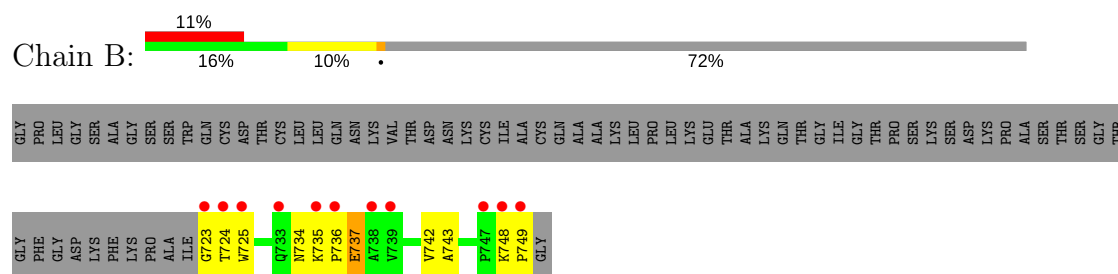 11%
Chain B:
16% 10% • 72%
GLY PRO LEU GLY SER ALA GLY SER SER TRP GLN CYS ASP THR CYS LEU LEU GLN ASN LYS VAL THR ASP ASN LYS CYS ILE ALA CYS GLN ALA ALA LYS LEU PRO LEU LYS GLU THR ALA LYS GLN THR GLY ILE GLY THR PRO SER LYS SER ASP LYS PRO ALA SER THR SER GLY THR
GLY PHE GLY ASP LYS PHE LYS PRO ALA ILE G723 T724 W725 Q733 N734 K735 P736 E737 A738 V739 V742 A743 P747 K748 P749 GLY